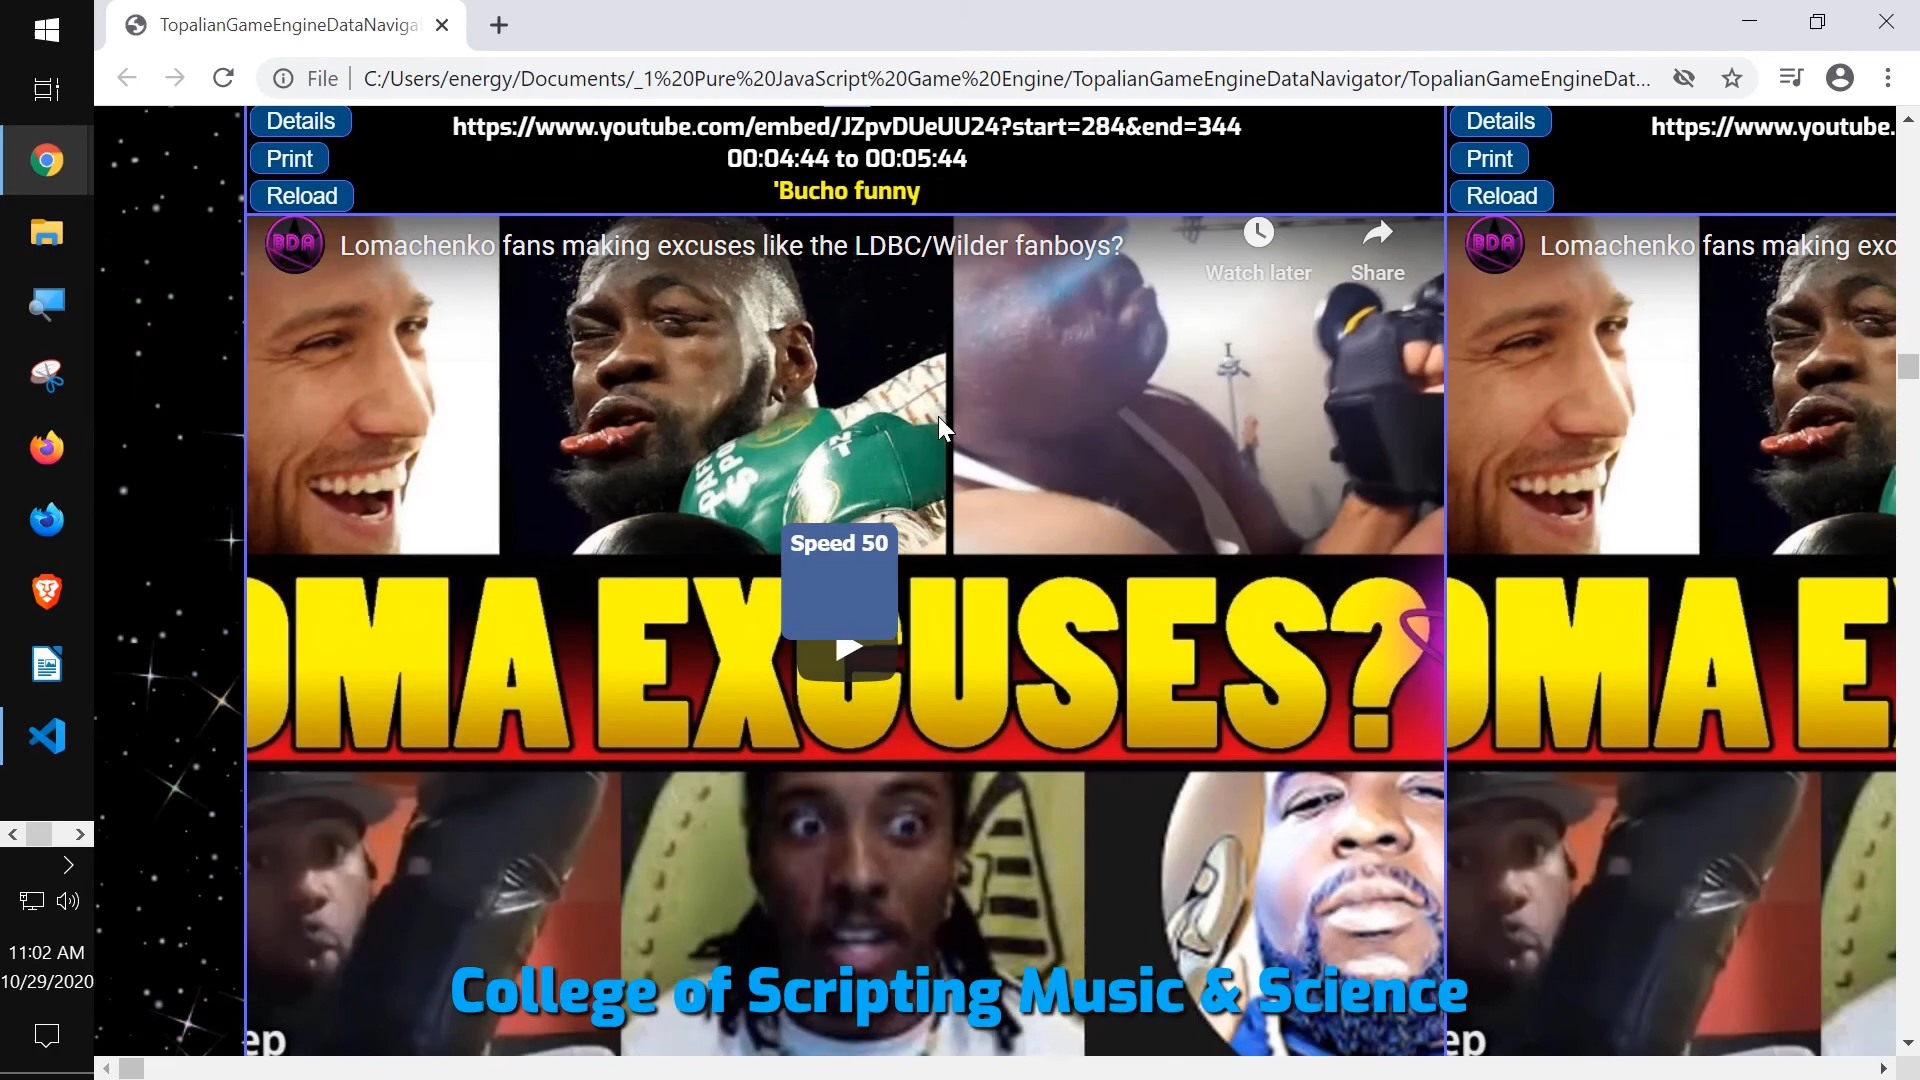 TopalianGameEngineDataNaviga
File
C:/Users/energy/Documents/_1%20Pure%20JavaScript%20Game%20Engine/TopalianGameEngineDataNavigator/TopalianGameEngineDat...
Details
https://www.youtube.com/embed/JZpvDUeUU24?start=284&end=344
Details
https://www.youtube.
Print
00:04:44 to 00:05:44
Print
Reload
'Bucho funny
Reload
BDA
Lomachenko fans making excuses like the LDBC/Wilder fanboys?
Watch later
Share
BDA
Lomachenko fans making exc
Speed 50
OMA EXCUSES?
OMA E
11:02 AM
10/29/2020
College of Scripting Music & Science
ep
ep